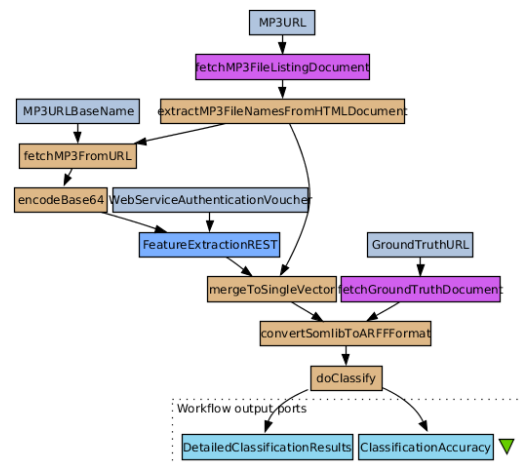 MP3URL
fetchMP3FileListingDocument
MP3URLBaseName
extractMP3FileNamesFromHTMLDocument
fetchMP3FromURL
encodeBase64
WebServiceAuthenticationVoucher
FeatureExtractionREST
GroundTruthURL
mergeToSingleVector
fetchGroundTruthDocument
convertSomlibToARFFFormat
doClassify
Workflow output ports
DetailedClassificationResults
ClassificationAccuracy